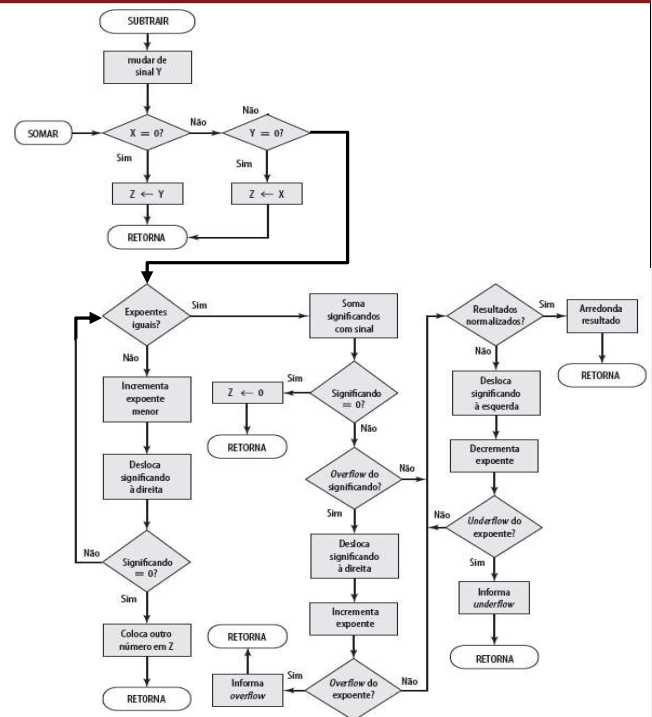 SUBTRAIR
mudar de
sinal Y
SOMAR
X = 0?
Não
Não
Y = 0?
Sim
Sim
Z ← Y
Z ← X
RETORNA
Expoentes
iguais?
Sim
Não
Incrementa
expoente
menor
Desloca
significando
à direita
Não
Significando
= 0?
Sim
Coloca outro
número em Z
RETORNA
Soma
significandos
com sinal
Significando
= 0?
Sim
Z ← 0
RETORNA
Não
Overflow do
significando?
Não
Sim
Desloca
significando
à direita
Incrementa
expoente
Overflow do
expoente?
Sim
Não
Informa
overflow
RETORNA
Resultados
normalizados?
Sim
Arredonda
resultado
RETORNA
Não
Desloca
significando
à esquerda
Decrementa
expoente
Não
Underflow do
expoente?
Sim
Informa
underflow
RETORNA